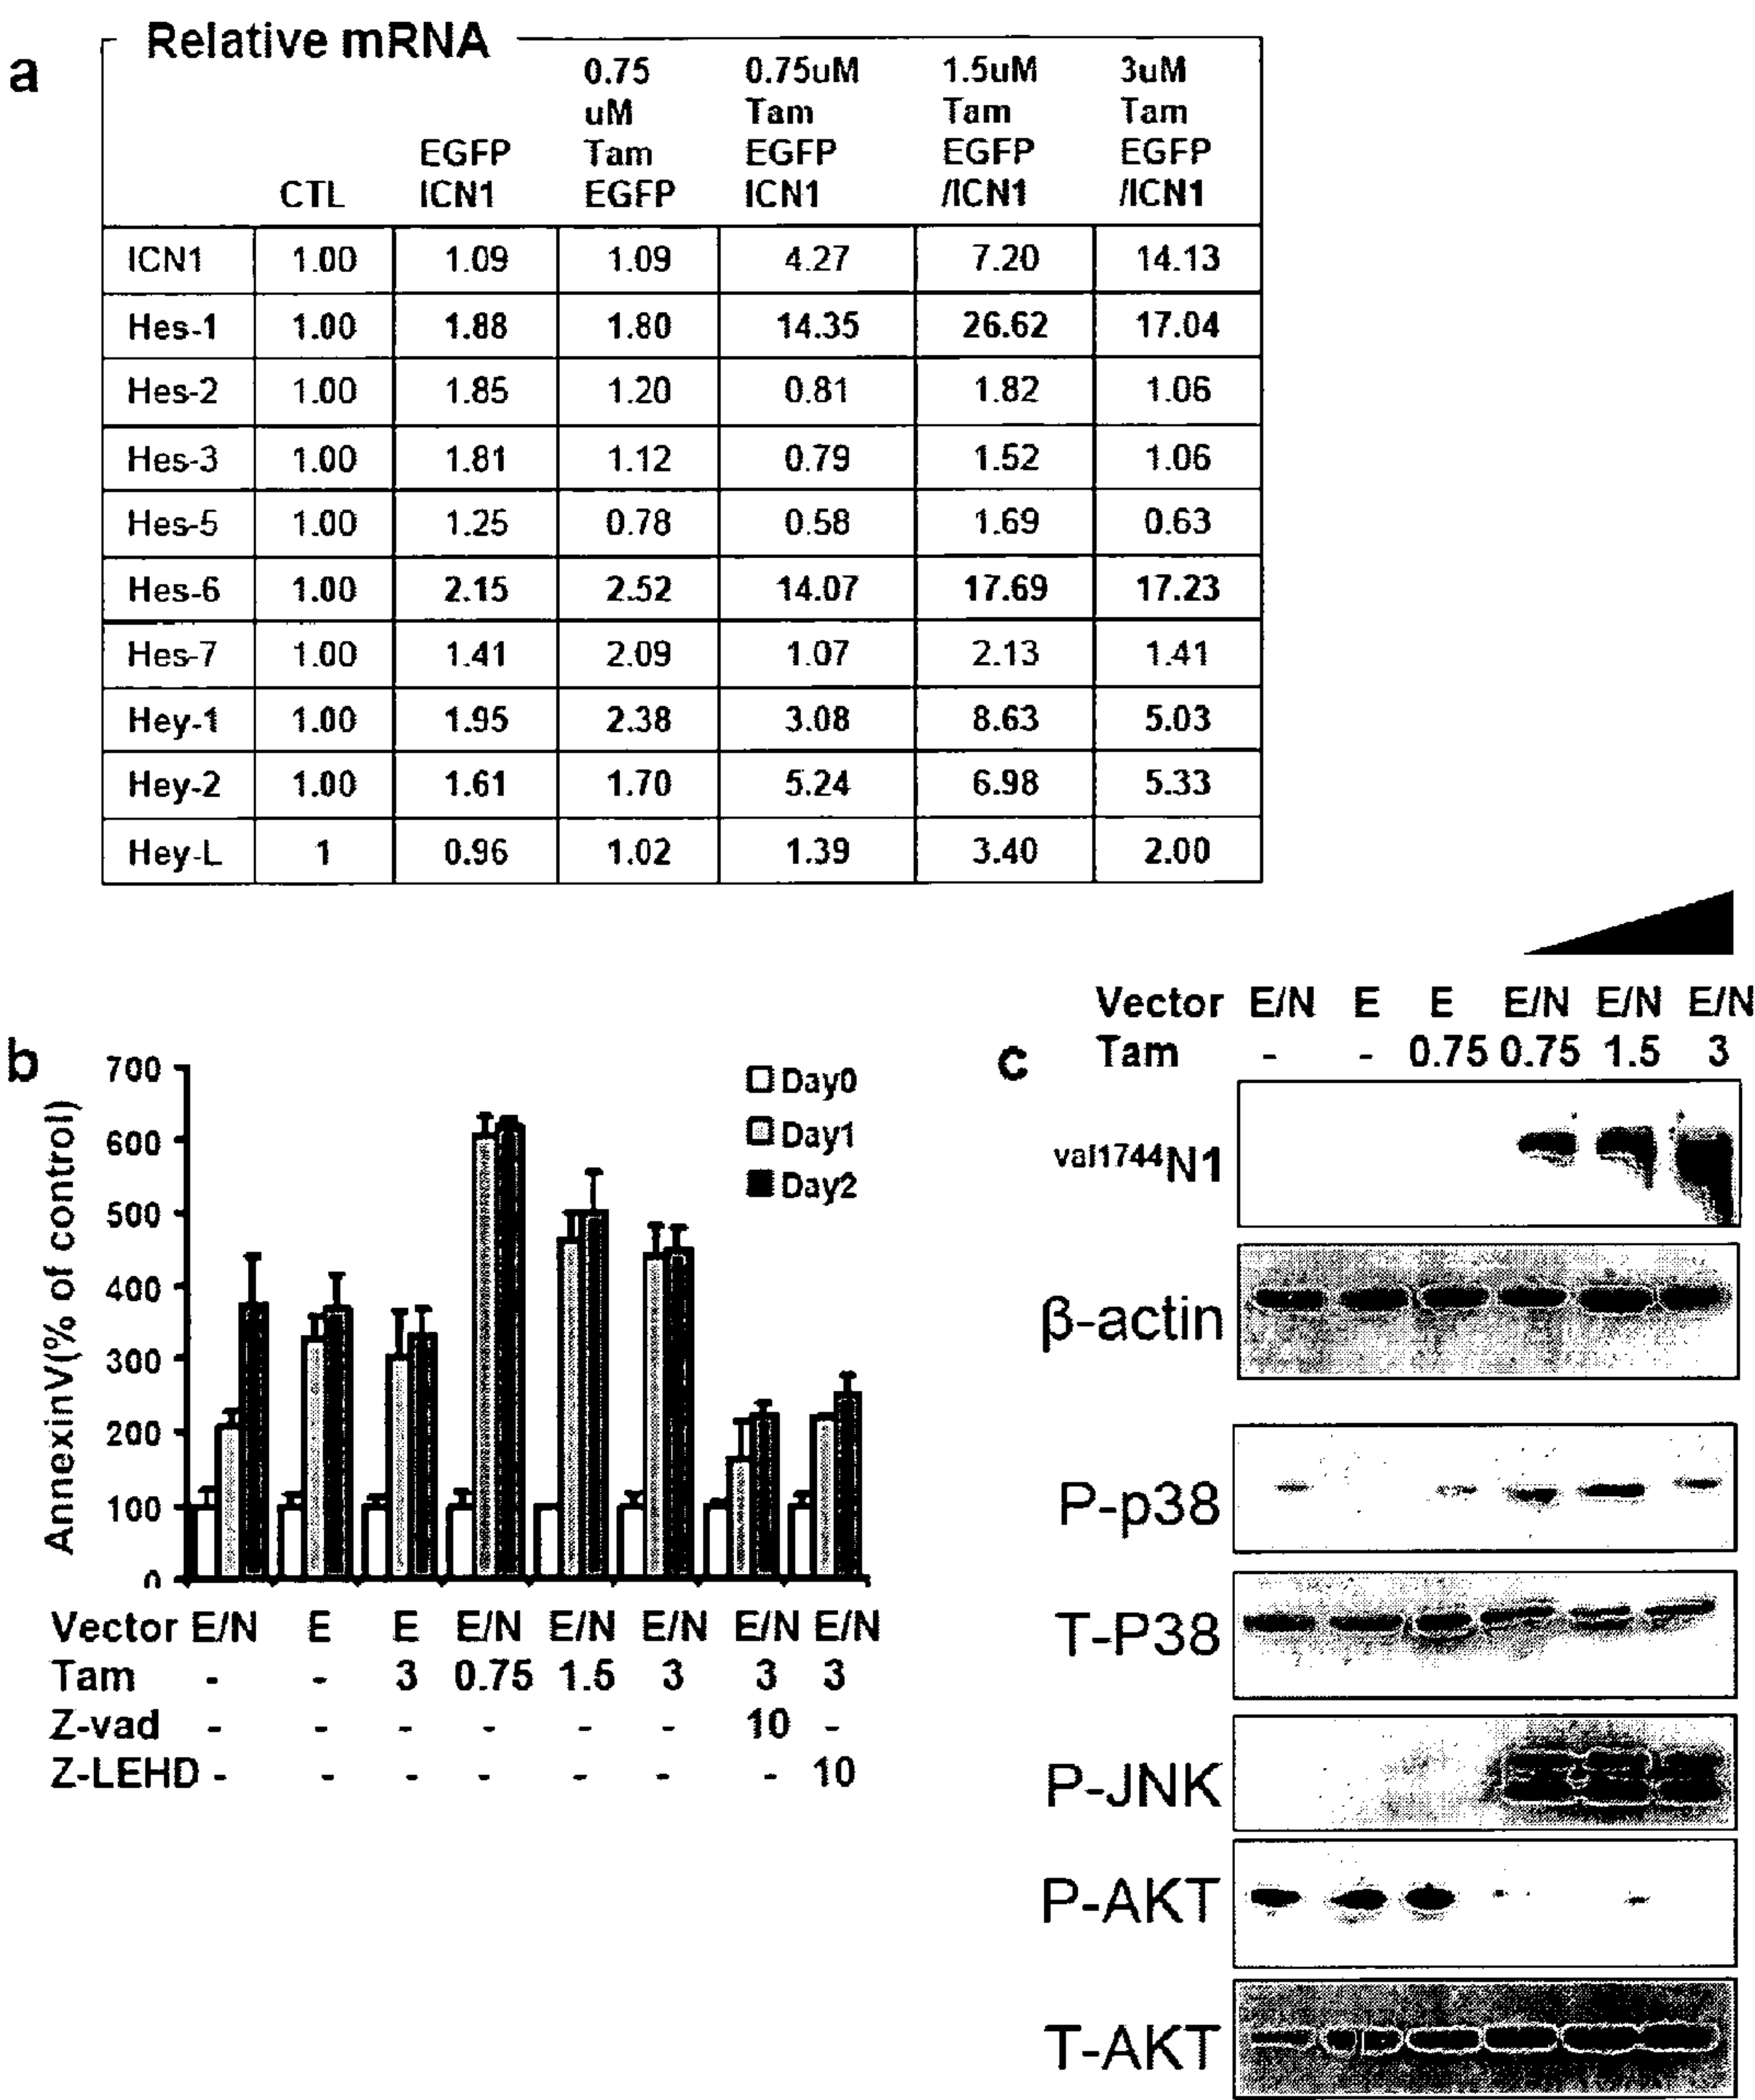 a
Relative mRNA
CTL
EGFP ICN1
0.75 uM Tam EGFP
0.75uM Tam EGFP ICN1
1.5uM Tam EGFP /ICN1
3uM Tam EGFP /ICN1
ICN1 1.00 1.09 1.09 4.27 7.20 14.13
Hes-1 1.00 1.88 1.80 14.35 26.62 17.04
Hes-2 1.00 1.85 1.20 0.81 1.82 1.06
Hes-3 1.00 1.81 1.12 0.79 1.52 1.06
Hes-5 1.00 1.25 0.78 0.58 1.69 0.63
Hes-6 1.00 2.15 2.52 14.07 17.69 17.23
Hes-7 1.00 1.41 2.09 1.07 2.13 1.41
Hey-1 1.00 1.95 2.38 3.08 8.63 5.03
Hey-2 1.00 1.61 1.70 5.24 6.98 5.33
Hey-L 1 0.96 1.02 1.39 3.40 2.00
b
AnnexinV(% of control)
700
600
500
400
300
200
100
0
Day0
Day1
Day2
Vector E/N E E E/N E/N E/N E/N E/N
Tam - - 3 0.75 1.5 3 3 3
Z-vad - - - - - - 10 -
Z-LEHD - - - - - - - 10
c
Vector E/N E E E/N E/N E/N
Tam - - 0.75 0.75 1.5 3
val1744N1
β-actin
P-p38
T-P38
P-JNK
P-AKT
T-AKT